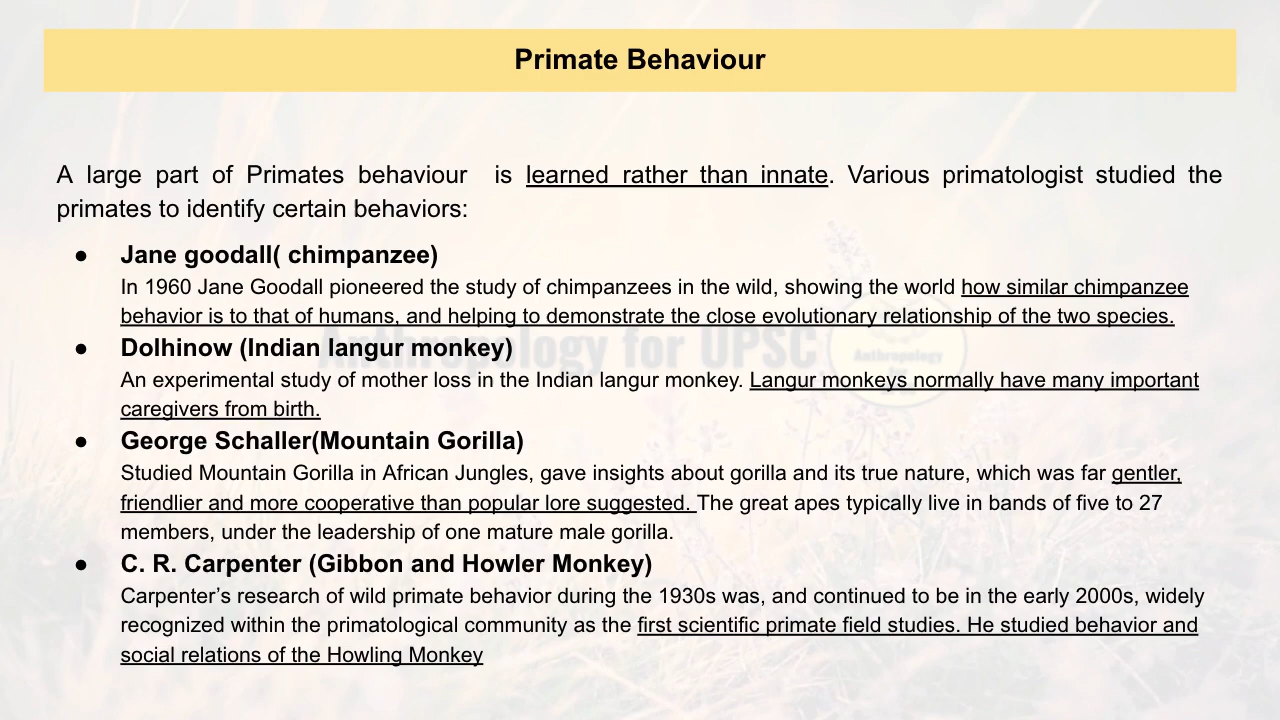 Primate Behaviour
A large part of Primates behaviour is learned rather than innate. Various primatologist studied the
primates to identify certain behaviors:
● Jane goodall( chimpanzee)
In 1960 Jane Goodall pioneered the study of chimpanzees in the wild, showing the world how similar chimpanzee
behavior is to that of humans, and helping to demonstrate the close evolutionary relationship of the two species.
Anthropology for UPSC
Anthropology
● Dolhinow (Indian langur monkey)
An experimental study of mother loss in the Indian langur monkey. Langur monkeys normally have many important
caregivers from birth.
● George Schaller(Mountain Gorilla)
Studied Mountain Gorilla in African Jungles, gave insights about gorilla and its true nature, which was far gentler,
friendlier and more cooperative than popular lore suggested. The great apes typically live in bands of five to 27
members, under the leadership of one mature male gorilla.
● C. R. Carpenter (Gibbon and Howler Monkey)
Carpenter's research of wild primate behavior during the 1930s was, and continued to be in the early 2000s, widely
recognized within the primatological community as the first scientific primate field studies. He studied behavior and
social relations of the Howling Monkey